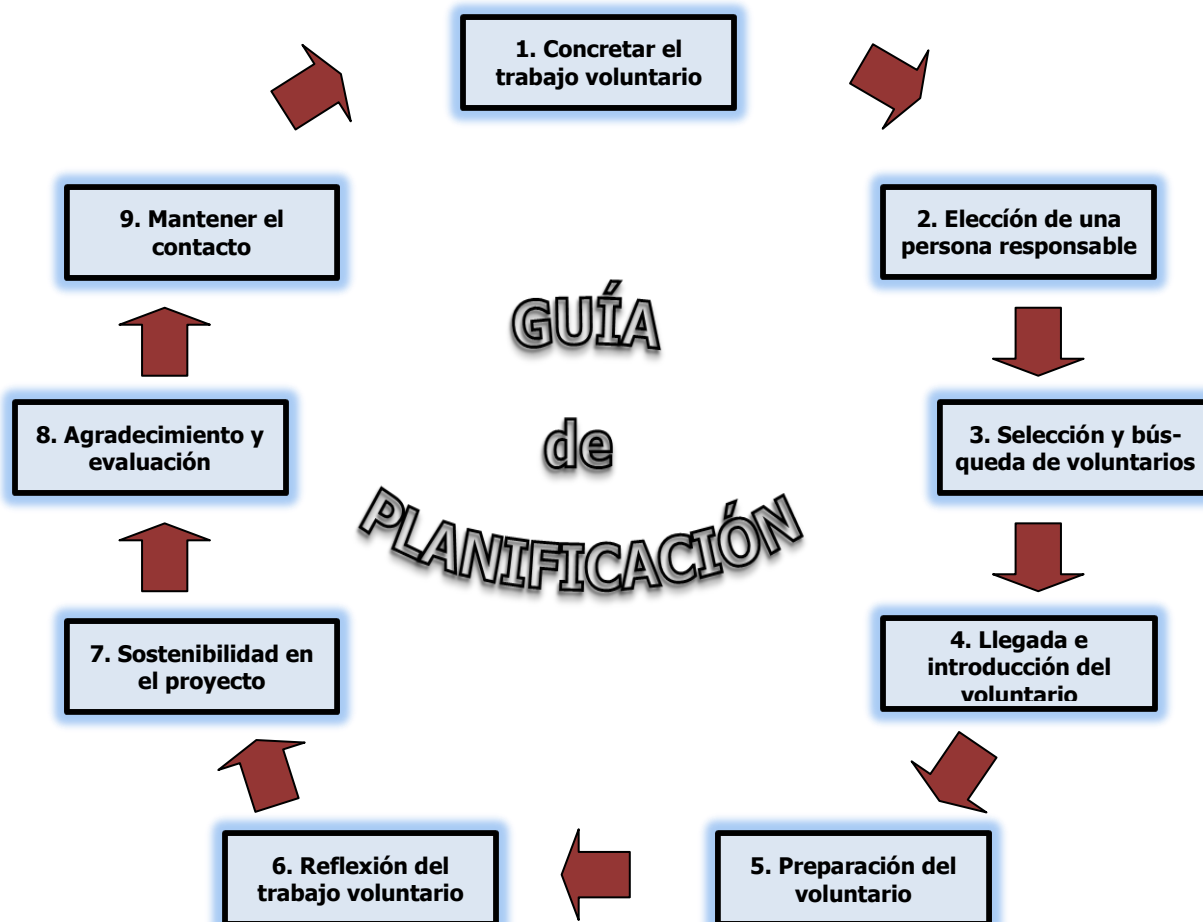 1. Concretar el
trabajo voluntario
2. Eleccíón de una
persona responsable
3. Selección y bús-
queda de voluntarios
4. Llegada e
introducción del
voluntario
5. Preparación del
voluntario
6. Reflexión del
trabajo voluntario
7. Sostenibilidad en
el proyecto
8. Agradecimiento y
evaluación
9. Mantener el
contacto
GUÍA
de
PLANIFICACIÓN